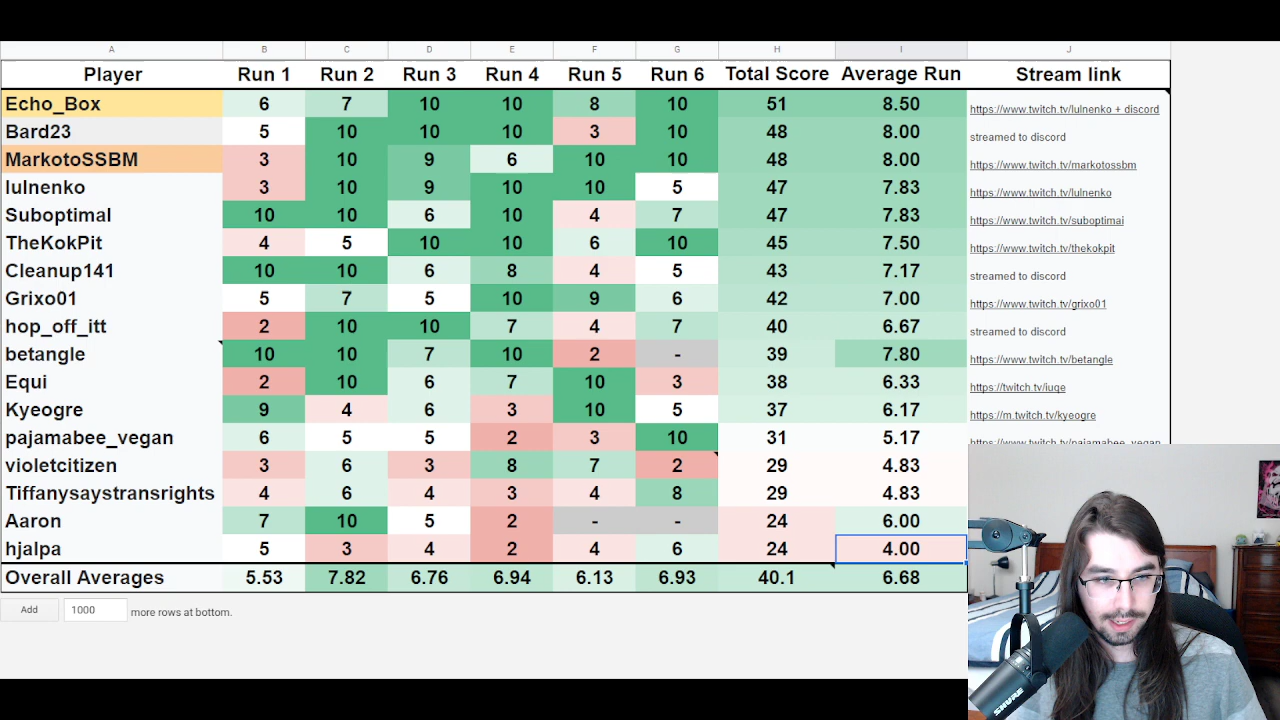 A B C D E F G H I J
Player Run 1 Run 2 Run 3 Run 4 Run 5 Run 6 Total Score Average Run Stream link
Echo_Box 6 7 10 10 8 10 51 8.50 https://www.twitch.tv/lulnenko + discord
Bard23 5 10 10 10 3 10 48 8.00 streamed to discord
MarkotoSSBM 3 10 9 6 10 10 48 8.00 https://www.twitch.tv/markotossbm
lulnenko 3 10 9 10 10 5 47 7.83 https://www.twitch.tv/lulnenko
Suboptimal 10 10 6 10 4 7 47 7.83 https://www.twitch.tv/suboptimai
TheKokPit 4 5 10 10 6 10 45 7.50 https://www.twitch.tv/thekokpit
Cleanup141 10 10 6 8 4 5 43 7.17 streamed to discord
Grixo01 5 7 5 10 9 6 42 7.00 https://www.twitch.tv/grixo01
hop_off_itt 2 10 10 7 4 7 40 6.67 streamed to discord
betangle 10 10 7 10 2 - 39 7.80 https://www.twitch.tv/betangle
Equi 2 10 6 7 10 3 38 6.33 https://twitch.tv/iuqe
Kyeogre 9 4 6 3 10 5 37 6.17 https://m.twitch.tv/kyeogre
pajamabee_vegan 6 5 5 2 3 10 31 5.17 https://www.twitch.tv/pajamabee_vegan
violetcitizen 3 6 3 8 7 2 29 4.83
Tiffanysaystransrights 4 6 4 3 4 8 29 4.83
Aaron 7 10 5 2 - - 24 6.00
hjalpa 5 3 4 2 4 6 24 4.00
Overall Averages 5.53 7.82 6.76 6.94 6.13 6.93 40.1 6.68
Add 1000 more rows at bottom.
SHURE